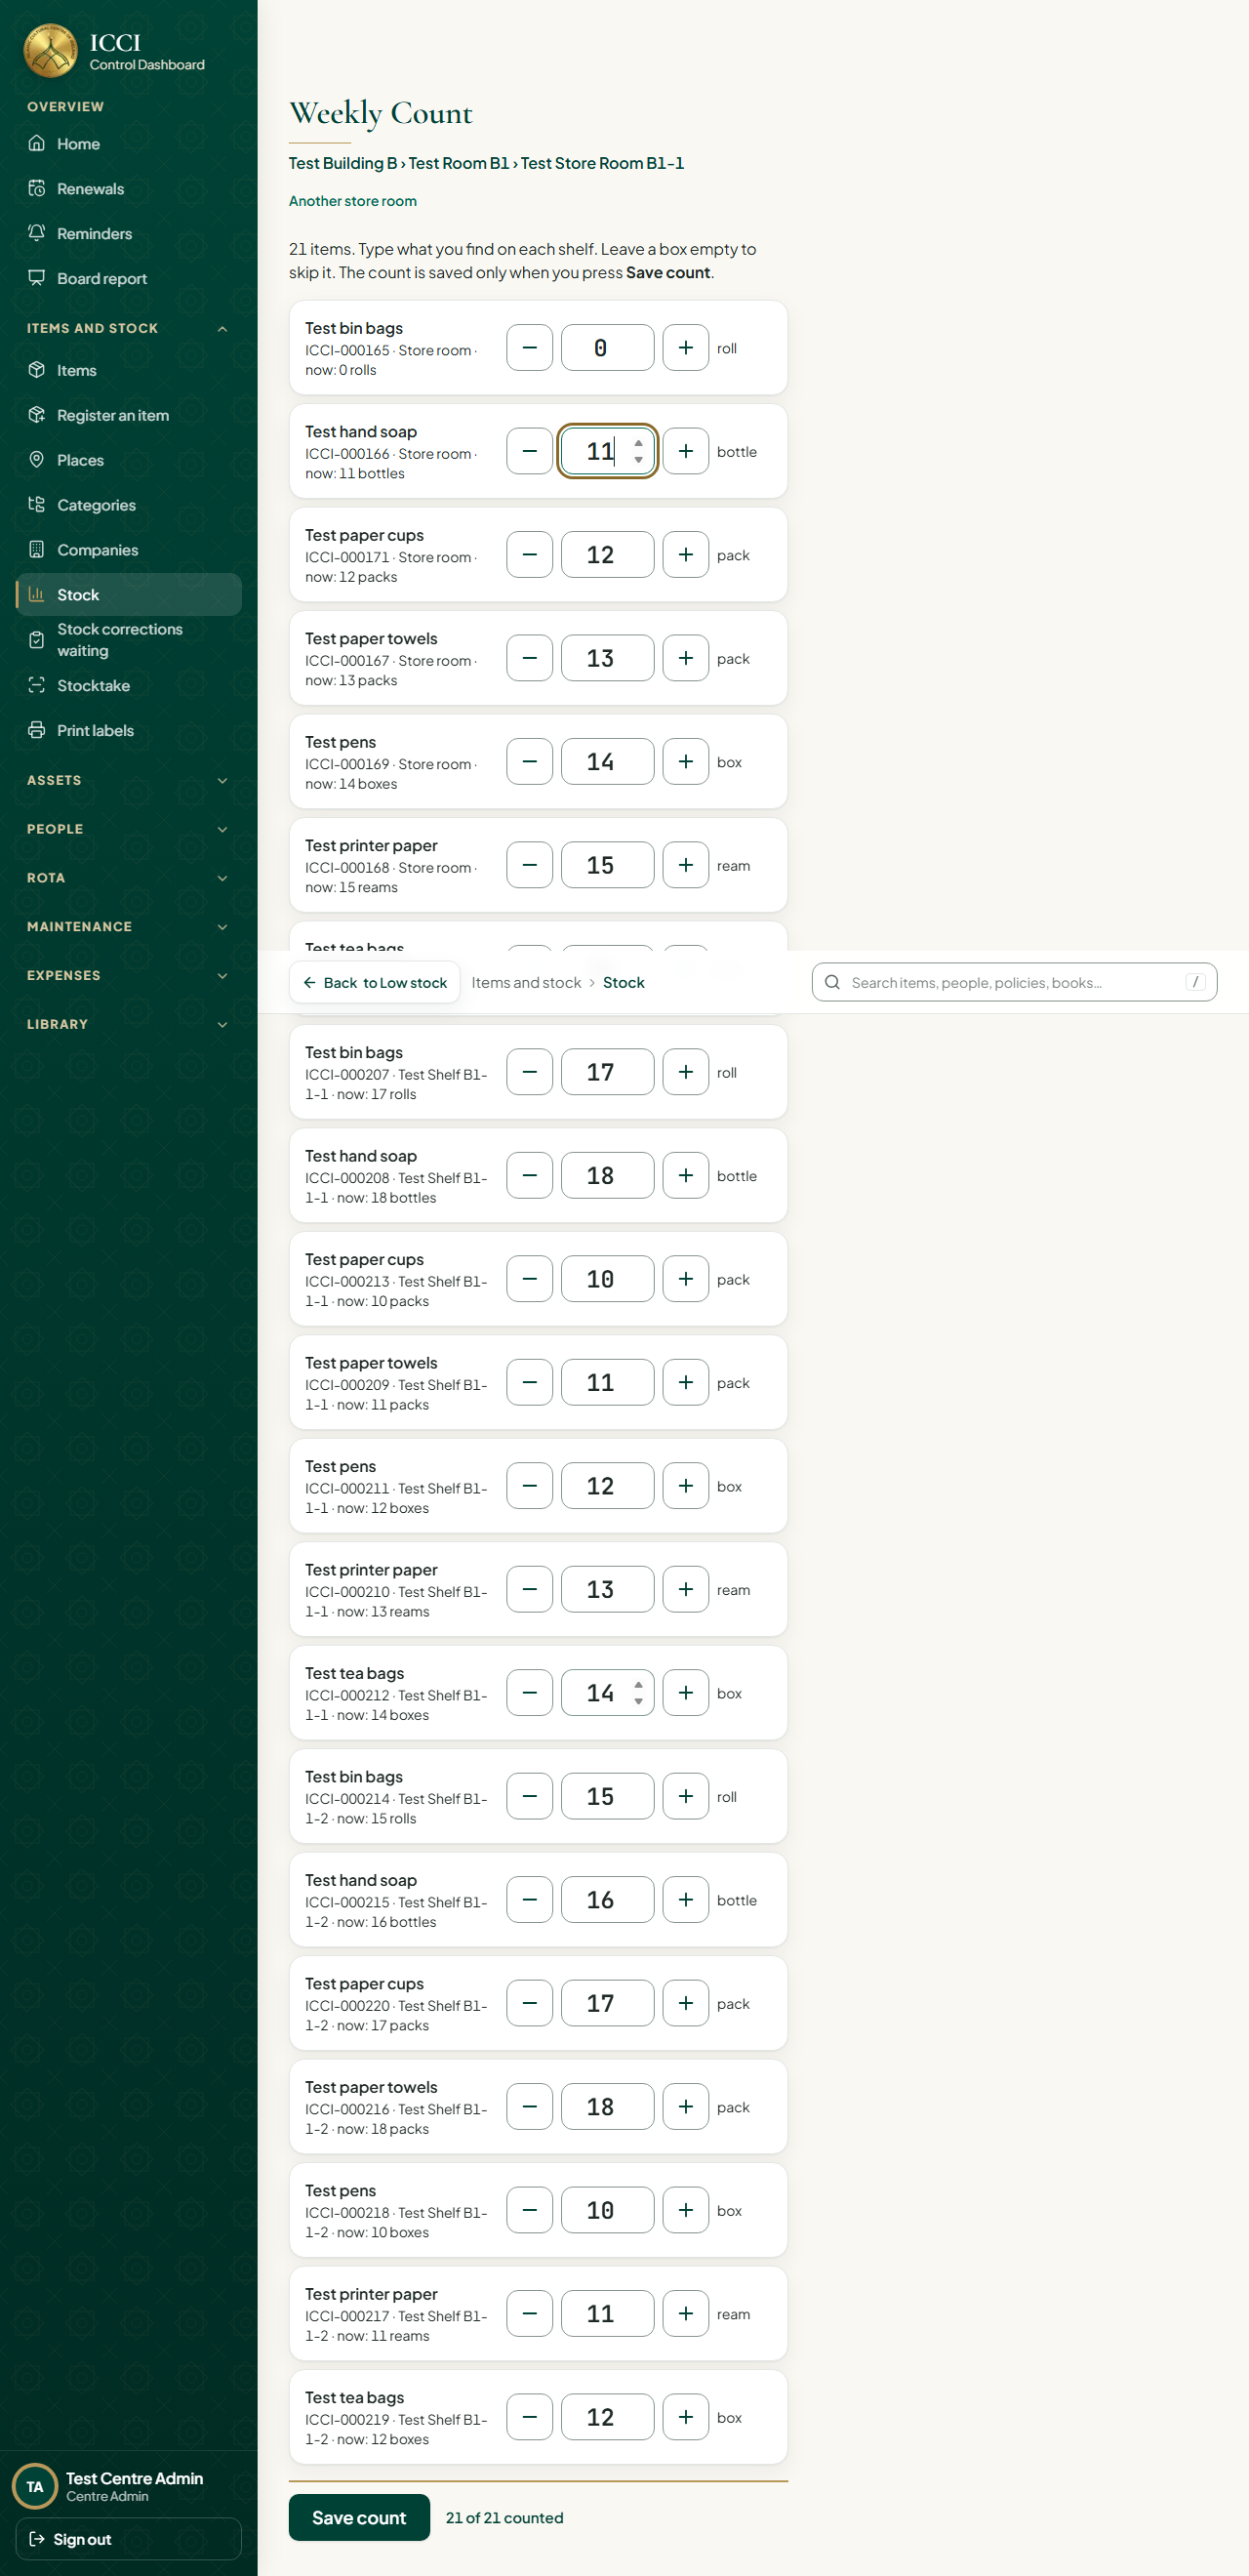 ICCI
Control Dashboard
OVERVIEW
Home
Renewals
Reminders
Board report
ITEMS AND STOCK
Items
Register an item
Places
Categories
Companies
Stock
Stock corrections
waiting
Stocktake
Print labels
ASSETS
PEOPLE
ROTA
MAINTENANCE
EXPENSES
LIBRARY
TA
Test Centre Admin
Centre Admin
Sign out
Weekly Count
Test Building B › Test Room B1 › Test Store Room B1-1
Another store room
21 items. Type what you find on each shelf. Leave a box empty to
skip it. The count is saved only when you press Save count.
Test bin bags
ICCI-000165 · Store room ·
now: 0 rolls
− 0 + roll
Test hand soap
ICCI-000166 · Store room ·
now: 11 bottles
− 11 + bottle
Test paper cups
ICCI-000171 · Store room ·
now: 12 packs
− 12 + pack
Test paper towels
ICCI-000167 · Store room ·
now: 13 packs
− 13 + pack
Test pens
ICCI-000169 · Store room ·
now: 14 boxes
− 14 + box
Test printer paper
ICCI-000168 · Store room ·
now: 15 reams
− 15 + ream
Test tea bags
Back to Low stock
Items and stock › Stock
Search items, people, policies, books… /
Test bin bags
ICCI-000207 · Test Shelf B1-
1-1 · now: 17 rolls
− 17 + roll
Test hand soap
ICCI-000208 · Test Shelf B1-
1-1 · now: 18 bottles
− 18 + bottle
Test paper cups
ICCI-000213 · Test Shelf B1-
1-1 · now: 10 packs
− 10 + pack
Test paper towels
ICCI-000209 · Test Shelf B1-
1-1 · now: 11 packs
− 11 + pack
Test pens
ICCI-000211 · Test Shelf B1-
1-1 · now: 12 boxes
− 12 + box
Test printer paper
ICCI-000210 · Test Shelf B1-
1-1 · now: 13 reams
− 13 + ream
Test tea bags
ICCI-000212 · Test Shelf B1-
1-1 · now: 14 boxes
− 14 + box
Test bin bags
ICCI-000214 · Test Shelf B1-
1-2 · now: 15 rolls
− 15 + roll
Test hand soap
ICCI-000215 · Test Shelf B1-
1-2 · now: 16 bottles
− 16 + bottle
Test paper cups
ICCI-000220 · Test Shelf B1-
1-2 · now: 17 packs
− 17 + pack
Test paper towels
ICCI-000216 · Test Shelf B1-
1-2 · now: 18 packs
− 18 + pack
Test pens
ICCI-000218 · Test Shelf B1-
1-2 · now: 10 boxes
− 10 + box
Test printer paper
ICCI-000217 · Test Shelf B1-
1-2 · now: 11 reams
− 11 + ream
Test tea bags
ICCI-000219 · Test Shelf B1-
1-2 · now: 12 boxes
− 12 + box
Save count
21 of 21 counted